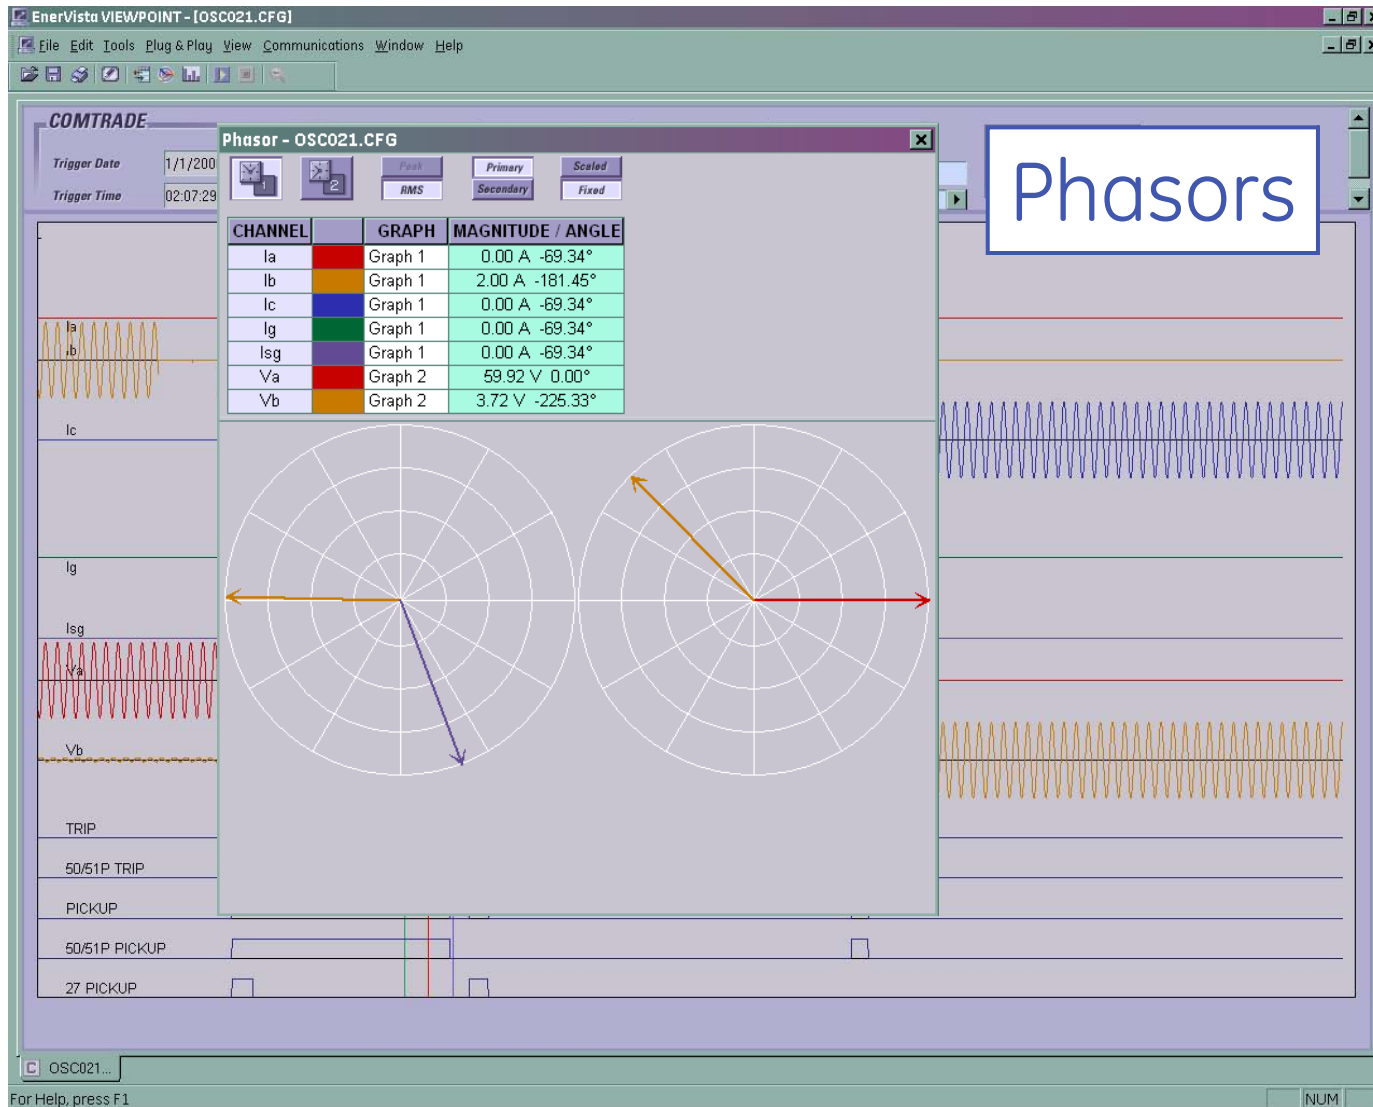 EnerVista VIEWPOINT - [OSC021.CFG]
File Edit Tools Plug & Play View Communications Window Help
COMTRADE
Trigger Date 1/1/200
Trigger Time 02:07:29
Phasor - OSC021.CFG
1 2 Peak Primary Scaled
RMS Secondary Fixed
Phasors
CHANNEL GRAPH MAGNITUDE / ANGLE
Ia Graph 1 0.00 A -69.34°
Ib Graph 1 2.00 A -181.45°
Ic Graph 1 0.00 A -69.34°
Ig Graph 1 0.00 A -69.34°
Isg Graph 1 0.00 A -69.34°
Va Graph 2 59.92 V 0.00°
Vb Graph 2 3.72 V -225.33°
Ia
Ib
Ic
Ig
Isg
Va
Vb
TRIP
50/51P TRIP
PICKUP
50/51P PICKUP
27 PICKUP
C OSC021...
For Help, press F1 NUM